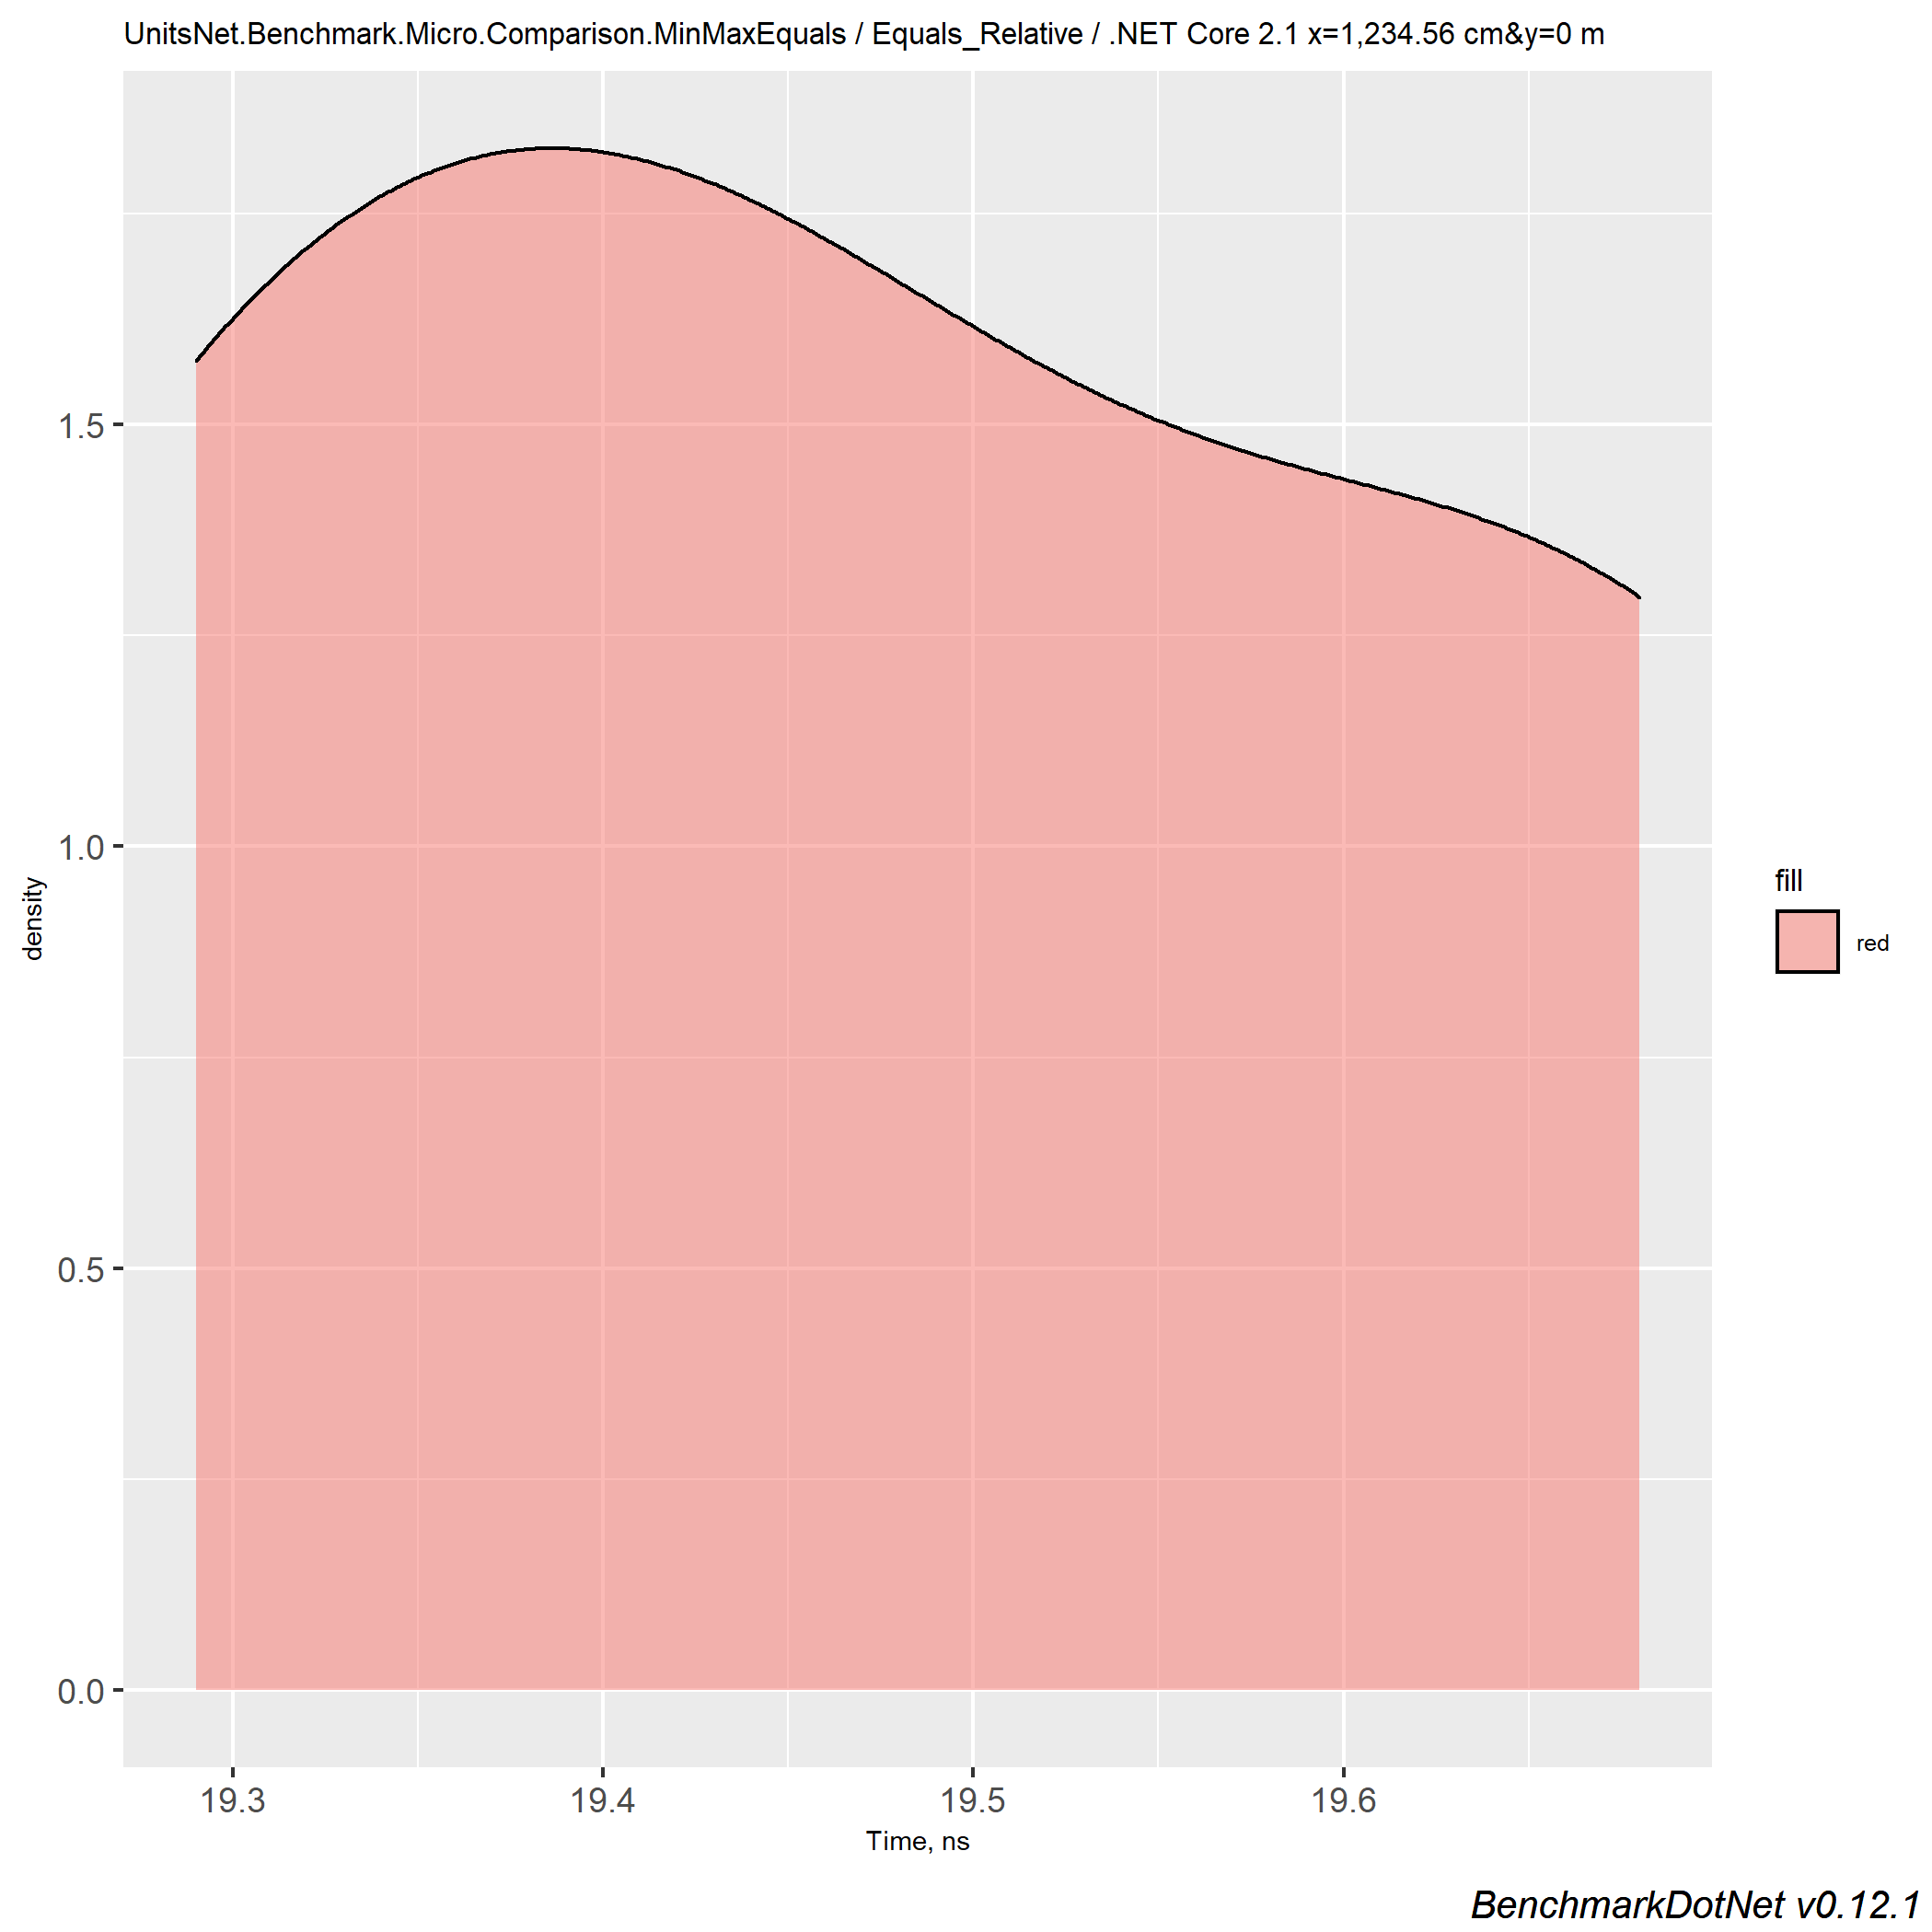 UnitsNet.Benchmark.Micro.Comparison.MinMaxEquals / Equals_Relative / .NET Core 2.1 x=1,234.56 cm&y=0 m
1.5
1.0
0.5
0.0
density
19.3 19.4 19.5 19.6
Time, ns
fill
red
BenchmarkDotNet v0.12.1